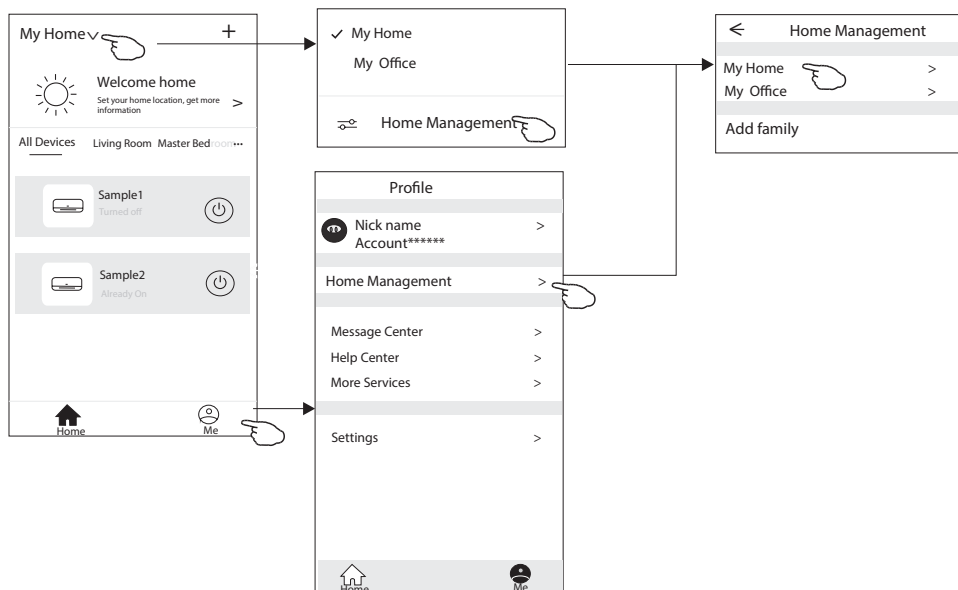 My Home
+
Welcome home
Set your home location, get more
information
>
All Devices
Living Room Master Bedroom...
Sample1
Turned off
Sample2
Already On
Home
Me
✓ My Home
My Office
Home Management
Profile
Nick name >
Account******
Home Management >
Message Center >
Help Center >
More Services >
Settings >
Home
Me
Home Management
My Home >
My Office >
Add family